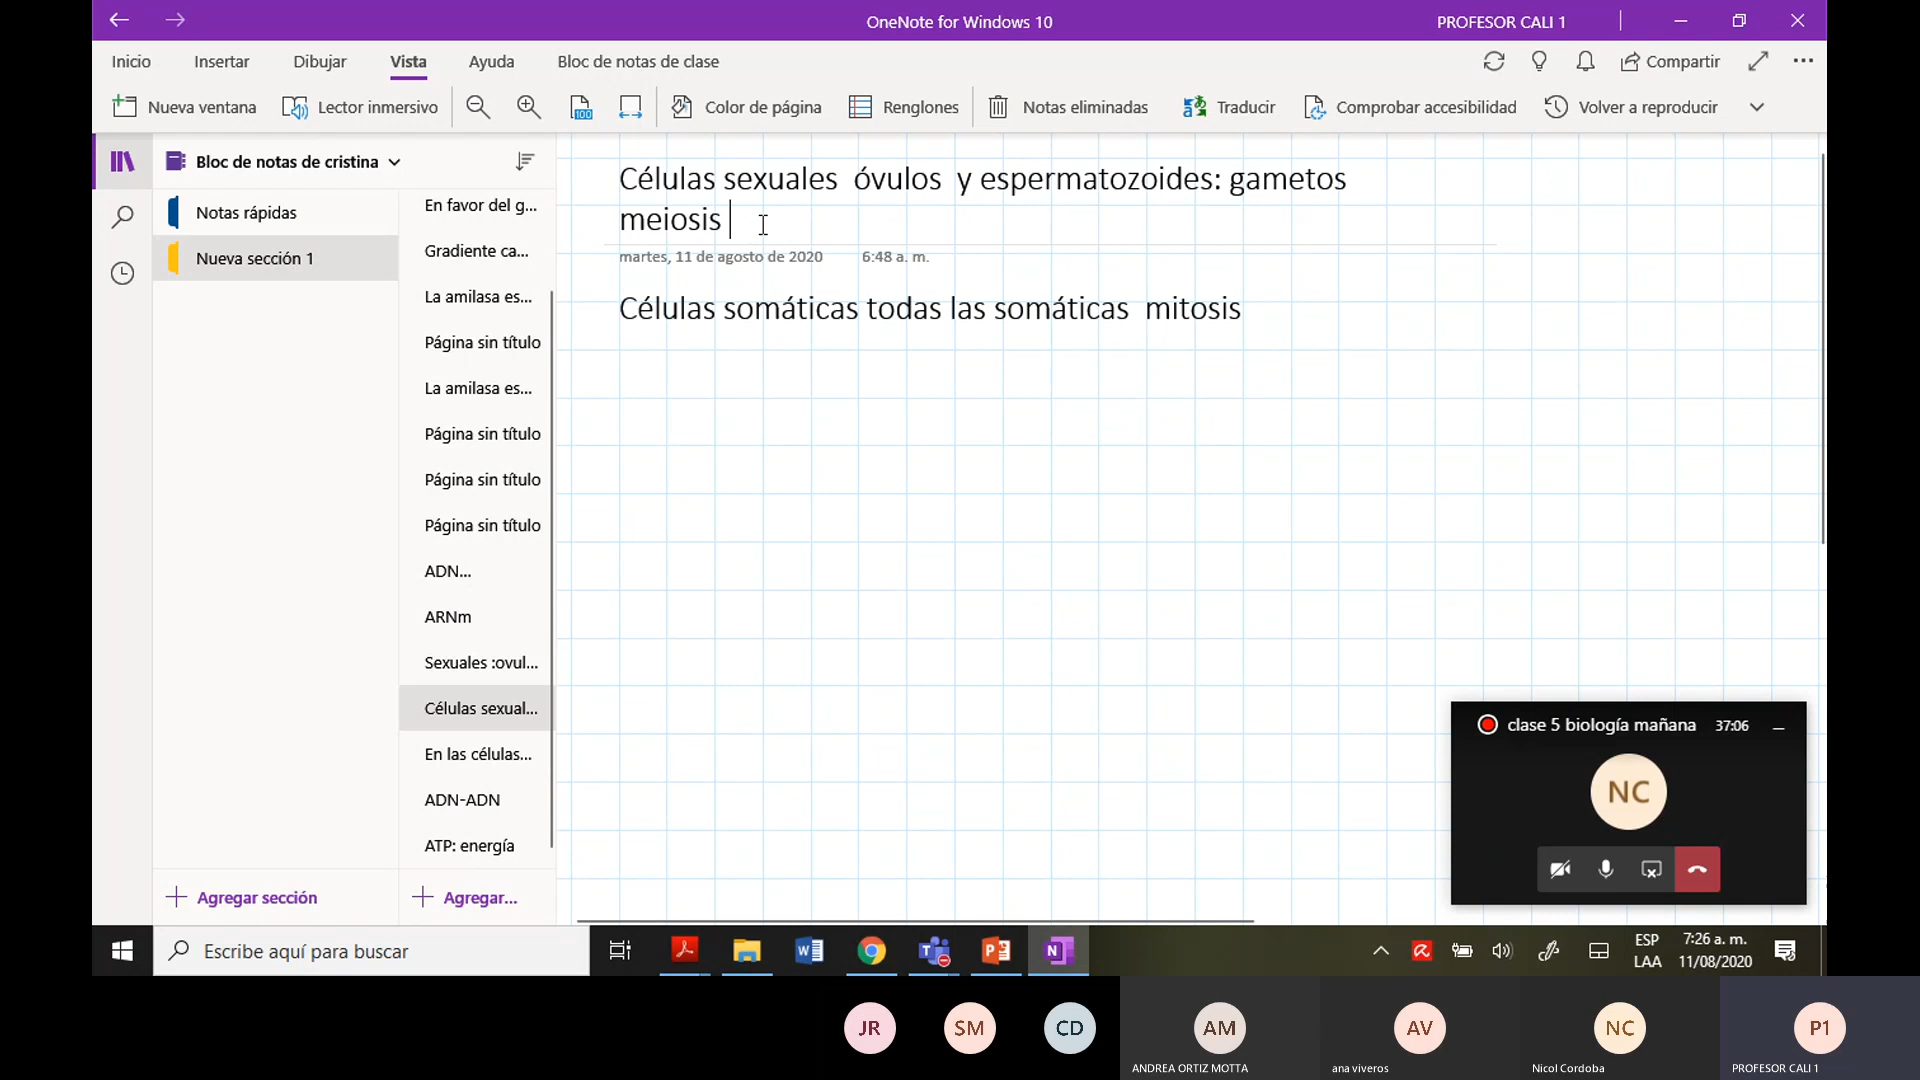 OneNote for Windows 10
PROFESOR CALI 1
Inicio
Insertar
Dibujar
Vista
Ayuda
Bloc de notas de clase
Compartir
Nueva ventana
Lector inmersivo
100
Color de página
Renglones
Notas eliminadas
Traducir
Comprobar accesibilidad
Volver a reproducir
Bloc de notas de cristina
Notas rápidas
Nueva sección 1
En favor del g...
Gradiente ca...
La amilasa es...
Página sin título
La amilasa es...
Página sin título
Página sin título
Página sin título
ADN...
ARNm
Sexuales :ovul...
Células sexual...
En las células...
ADN-ADN
ATP: energía
Agregar sección
Agregar...
Células sexuales  óvulos  y espermatozoides: gametos
meiosis
martes, 11 de agosto de 2020
6:48 a. m.
Células somáticas todas las somáticas  mitosis
clase 5 biología mañana
37:06
NC
Escribe aquí para buscar
ESP
LAA
7:26 a. m.
11/08/2020
JR
SM
CD
AM
ANDREA ORTIZ MOTTA
AV
ana viveros
NC
Nicol Cordoba
P1
PROFESOR CALI 1